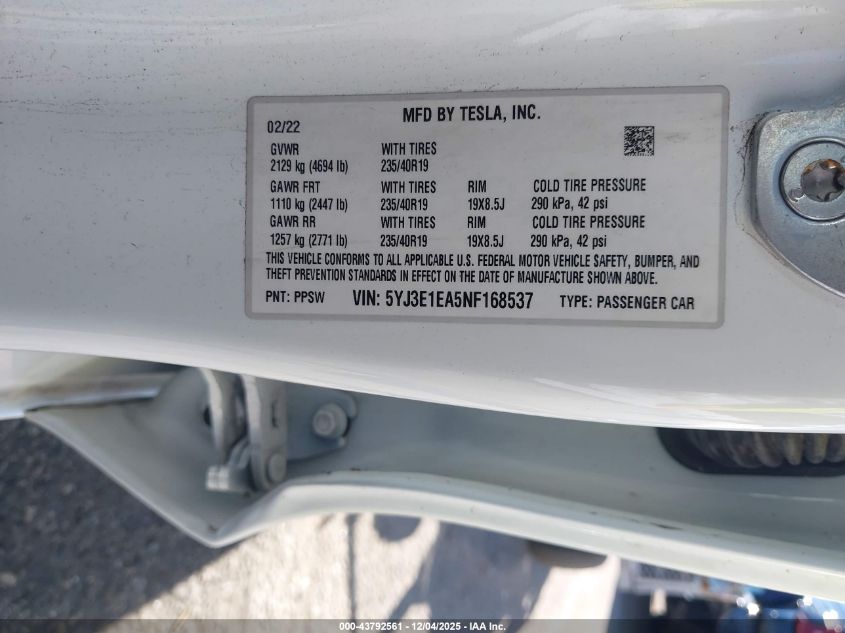 MFD BY TESLA, INC.
02/22
GVWR WITH TIRES
2129 kg (4694 lb) 235/40R19
GAWR FRT WITH TIRES RIM COLD TIRE PRESSURE
1110 kg (2447 lb) 235/40R19 19X8.5J 290 kPa, 42 psi
GAWR RR WITH TIRES RIM COLD TIRE PRESSURE
1257 kg (2771 lb) 235/40R19 19X8.5J 290 kPa, 42 psi
THIS VEHICLE CONFORMS TO ALL APPLICABLE U.S. FEDERAL MOTOR VEHICLE SAFETY, BUMPER, AND
THEFT PREVENTION STANDARDS IN EFFECT ON THE DATE OF MANUFACTURE SHOWN ABOVE.
PNT: PPSW VIN: 5YJ3E1EA5NF168537 TYPE: PASSENGER CAR
000-43792561 - 12/04/2025 - IAA Inc.